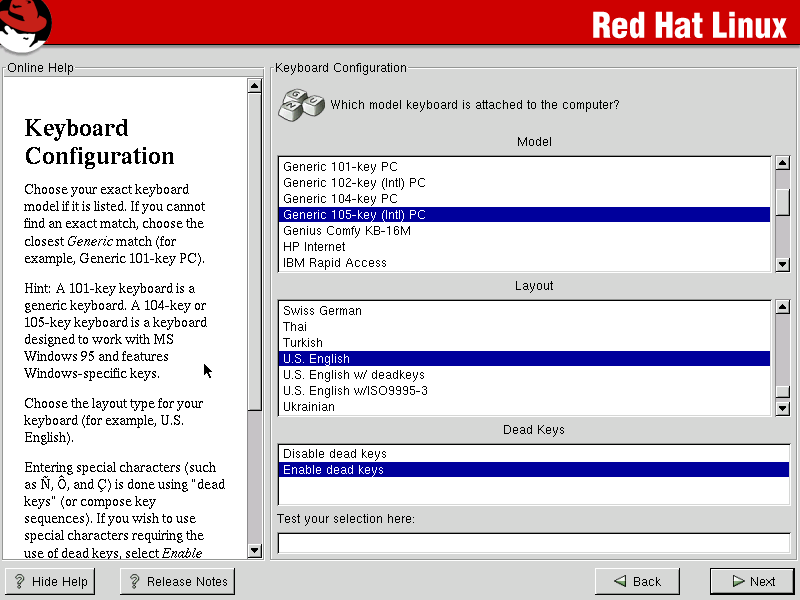 Red Hat Linux
Online Help
Keyboard
Configuration
Choose your exact keyboard
model if it is listed. If you cannot
find an exact match, choose the
closest Generic match (for
example, Generic 101-key PC).
Hint: A 101-key keyboard is a
generic keyboard. A 104-key or
105-key keyboard is a keyboard
designed to work with MS
Windows 95 and features
Windows-specific keys.
Choose the layout type for your
keyboard (for example, U.S.
English).
Entering special characters (such
as Ñ, Ô, and Ç) is done using "dead
keys" (or compose key
sequences). If you wish to use
special characters requiring the
use of dead keys, select Enable
Keyboard Configuration
Which model keyboard is attached to the computer?
Model
Generic 101-key PC
Generic 102-key (Intl) PC
Generic 104-key PC
Generic 105-key (Intl) PC
Genius Comfy KB-16M
HP Internet
IBM Rapid Access
Layout
Swiss German
Thai
Turkish
U.S. English
U.S. English w/ deadkeys
U.S. English w/ISO9995-3
Ukrainian
Dead Keys
Disable dead keys
Enable dead keys
Test your selection here:
Hide Help
Release Notes
Back
Next